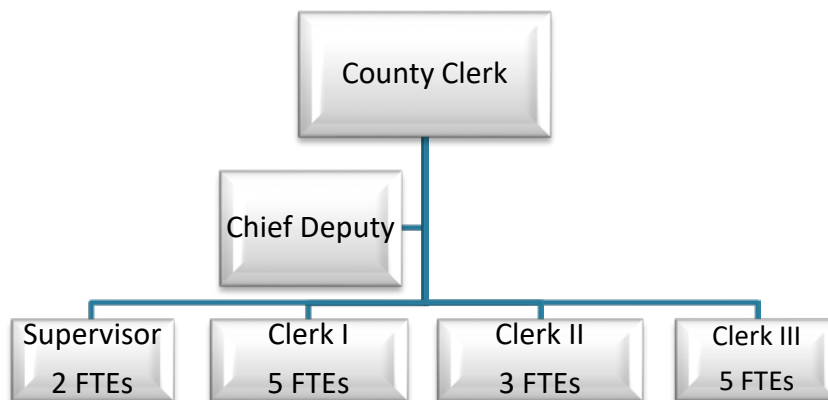 County Clerk
Chief Deputy
Supervisor
2 FTEs
Clerk I
5 FTEs
Clerk II
3 FTEs
Clerk III
5 FTEs